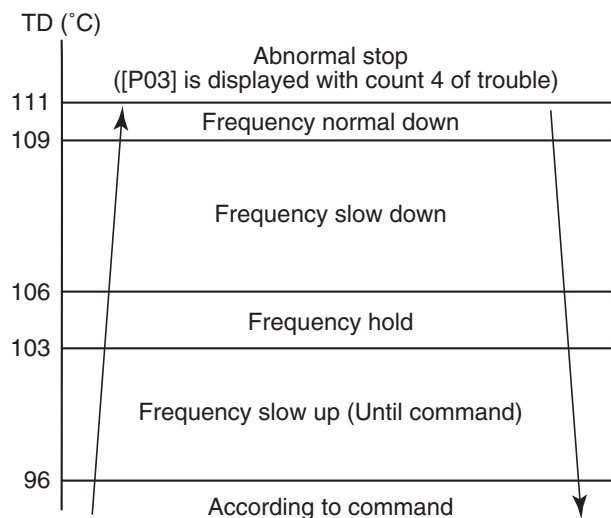 TD (˚C)
Abnormal stop
([P03] is displayed with count 4 of trouble)
111
Frequency normal down
109
Frequency slow down
106
Frequency hold
103
Frequency slow up (Until command)
96
According to command